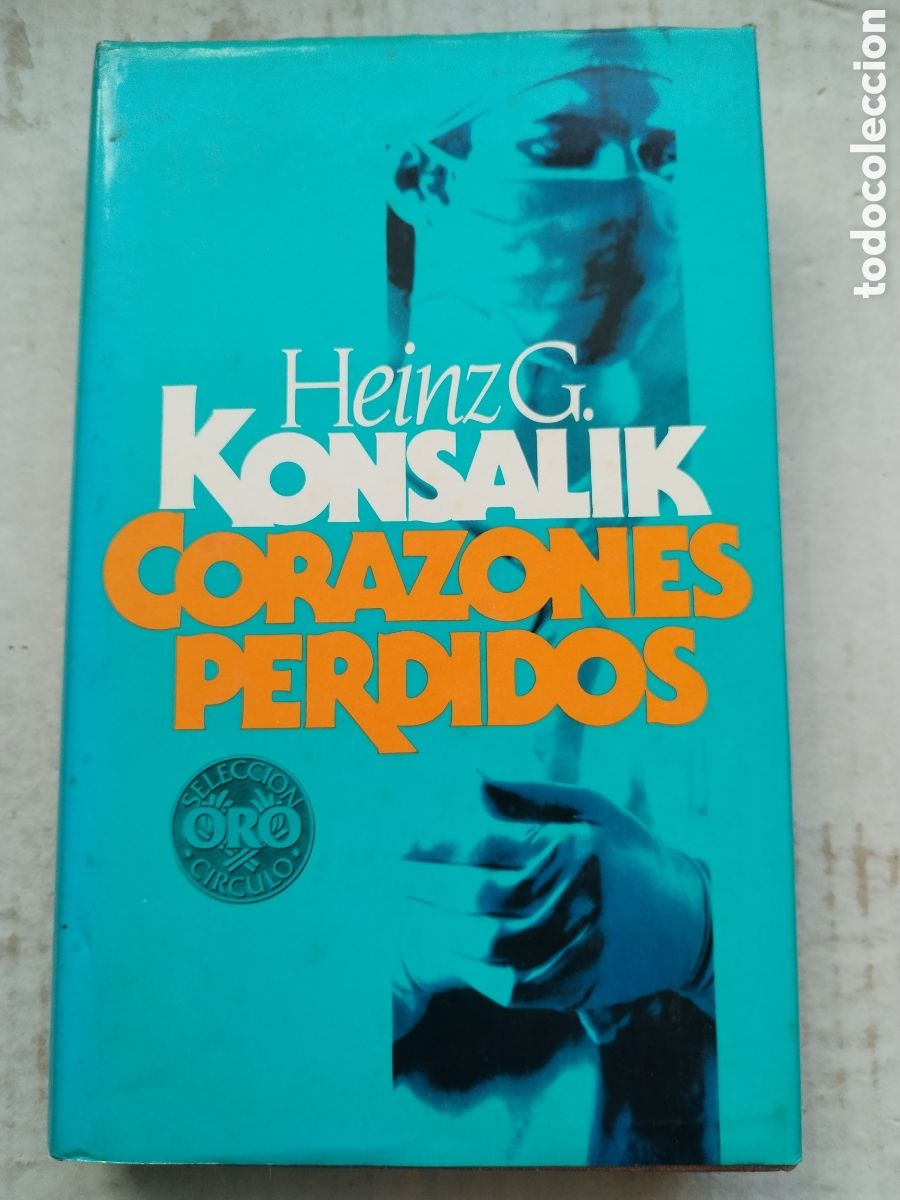 Heinz G.
KONSALIK
CORAZONES
PERDIDOS
SELECCION
ORO
CIRCULO
todocoleccion